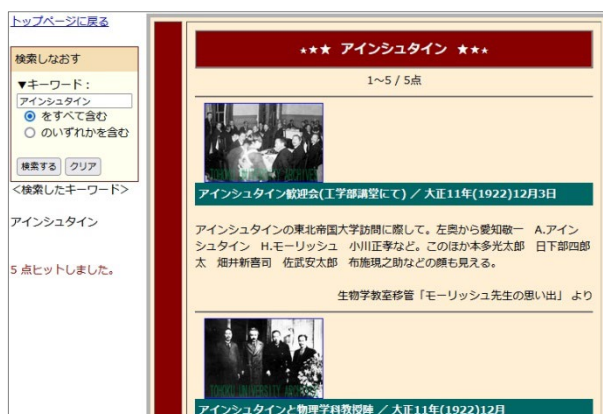 トップページに戻る
検索しなおす
▼キーワード：
アインシュタイン
をすべて含む
のいずれかを含む
検索する クリア
<検索したキーワード>
アインシュタイン
5 点ヒットしました。
★★★ アインシュタイン ★★★
1～5 / 5点
TOHOKU UNIVERSITY ARCHIVES
アインシュタイン歓迎会(工学部講堂にて) ／ 大正11年(1922)12月3日
アインシュタインの東北帝国大学訪問に際して。左奥から愛知敬一　A.アイン
シュタイン　H.モーリッシュ　小川正孝など。このほか本多光太郎　日下部四郎
太　畑井新喜司　佐武安太郎　布施現之助などの顔も見える。
生物学教室移管「モーリッシュ先生の思い出」 より
TOHOKU UNIVERSITY ARCHIVES
アインシュタインと物理学科教授陣 ／ 大正11年(1922)12月